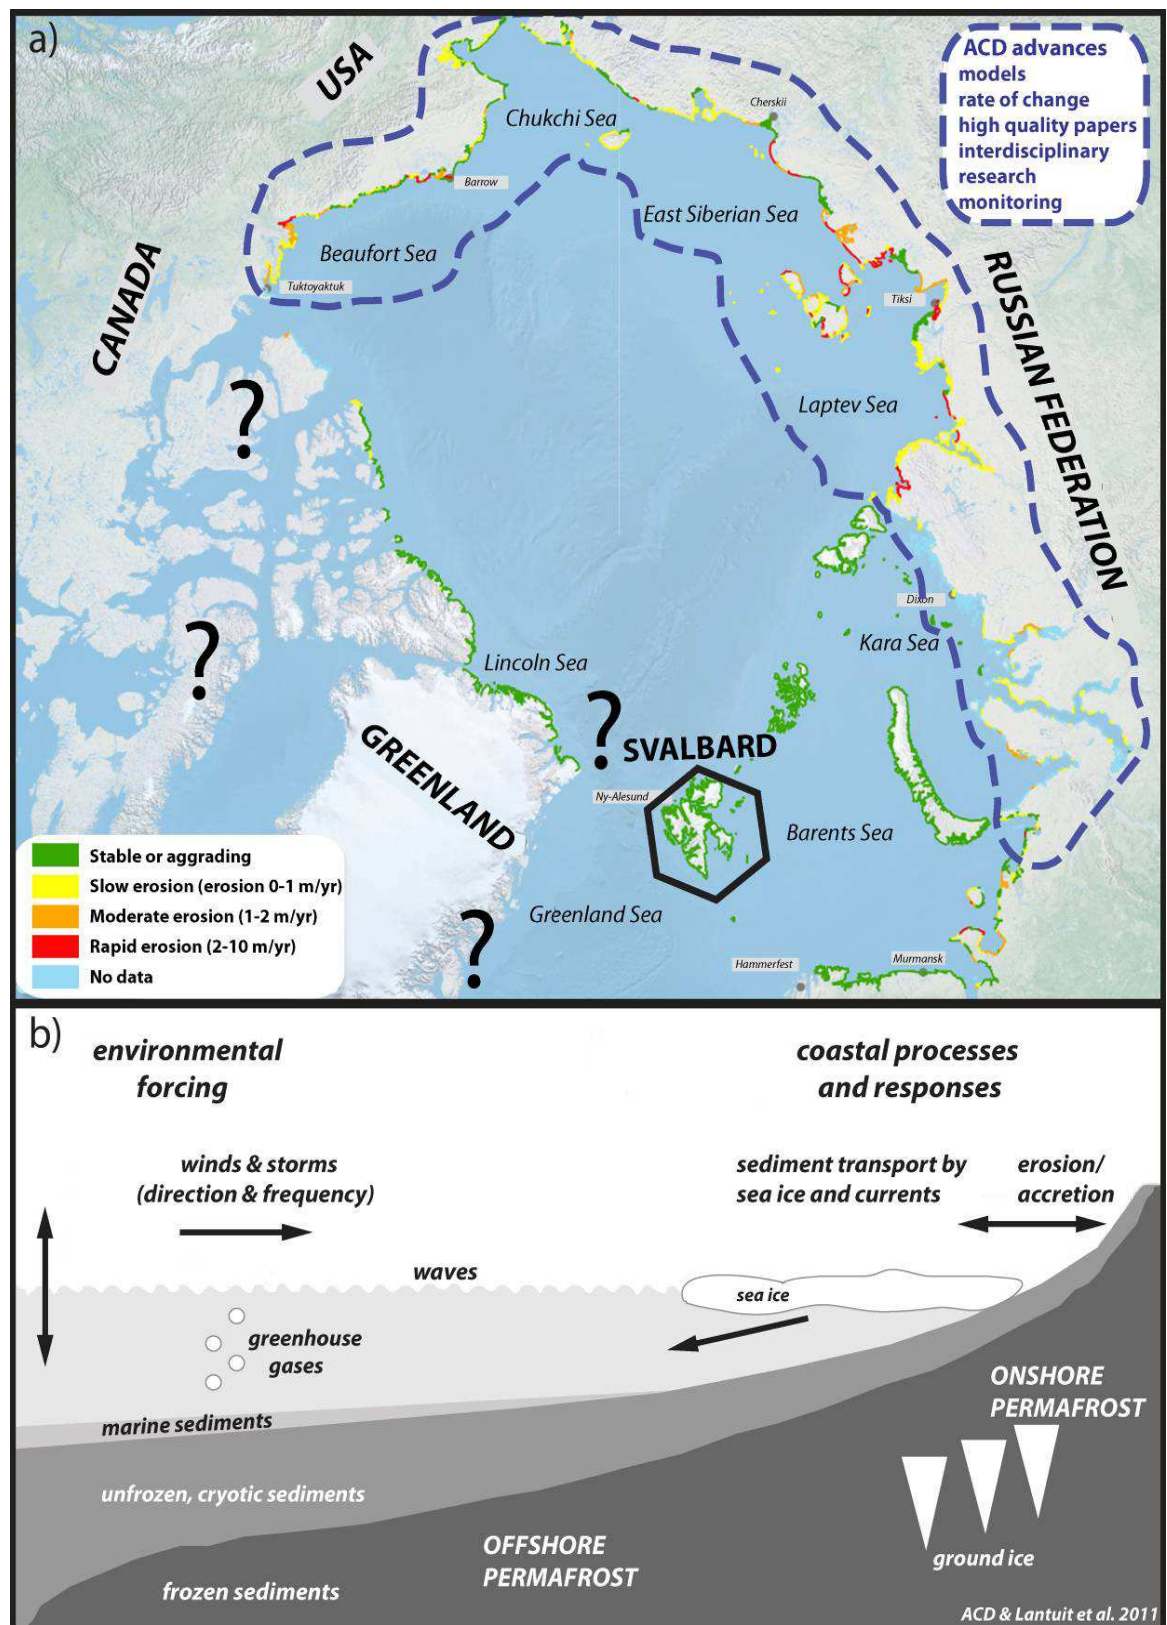 a)
USA
ACD advances
models
rate of change
high quality papers
interdisciplinary
research
monitoring
Chukchi Sea
Cherskii
Barrow
East Siberian Sea
Beaufort Sea
CANADA
Tuktoyaktuk
Tiksi
RUSSIAN FEDERATION
?
Laptev Sea
Dixon
?
Kara Sea
Lincoln Sea
?
SVALBARD
GREENLAND
Ny-Alesund
Barents Sea
Stable or aggrading
Slow erosion (erosion 0-1 m/yr)
Moderate erosion (1-2 m/yr)
Rapid erosion (2-10 m/yr)
No data
?
Greenland Sea
Hammerfest
Murmansk
b)
environmental
forcing
coastal processes
and responses
winds & storms
(direction & frequency)
sediment transport by
sea ice and currents
erosion/
accretion
waves
sea ice
greenhouse
gases
ONSHORE
PERMAFROST
marine sediments
unfrozen, cryotic sediments
OFFSHORE
PERMAFROST
ground ice
frozen sediments
ACD & Lantuit et al. 2011